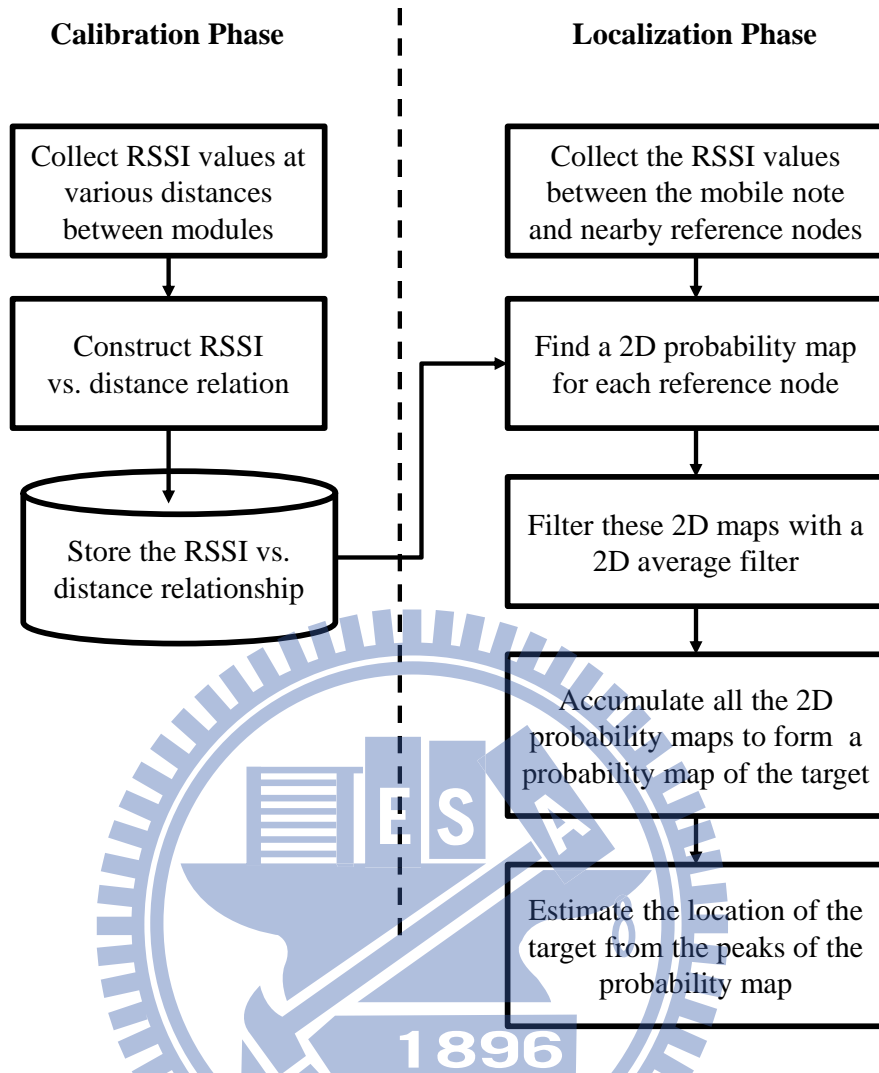 Calibration Phase
Collect RSSI values at
various distances
between modules
Construct RSSI
vs. distance relation
Store the RSSI vs.
distance relationship
Localization Phase
Collect the RSSI values
between the mobile note
and nearby reference nodes
Find a 2D probability map
for each reference node
Filter these 2D maps with a
2D average filter
Accumulate all the 2D
probability maps to form a
probability map of the target
Estimate the location of the
target from the peaks of the
probability map
E S A
1896